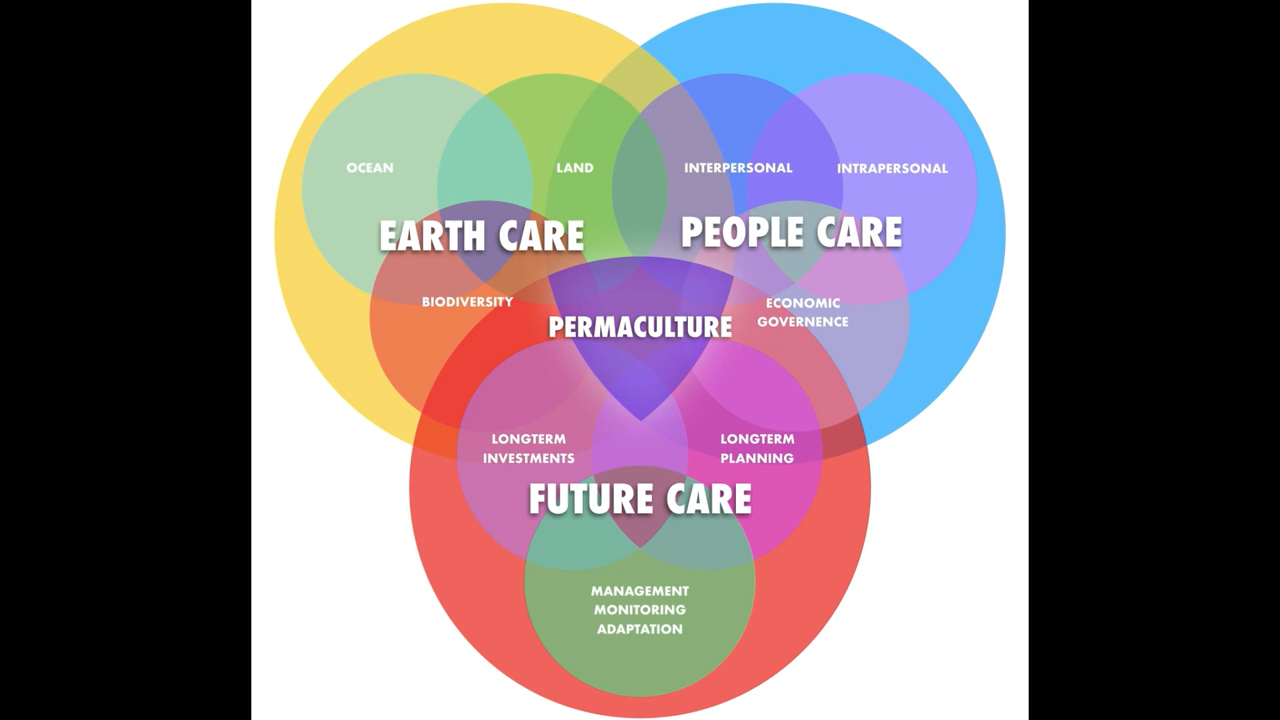 OCEAN
LAND
INTERPERSONAL
INTRAPERSONAL
EARTH CARE
PEOPLE CARE
BIODIVERSITY
ECONOMIC
GOVERNENCE
PERMACULTURE
LONGTERM
INVESTMENTS
LONGTERM
PLANNING
FUTURE CARE
MANAGEMENT
MONITORING
ADAPTATION